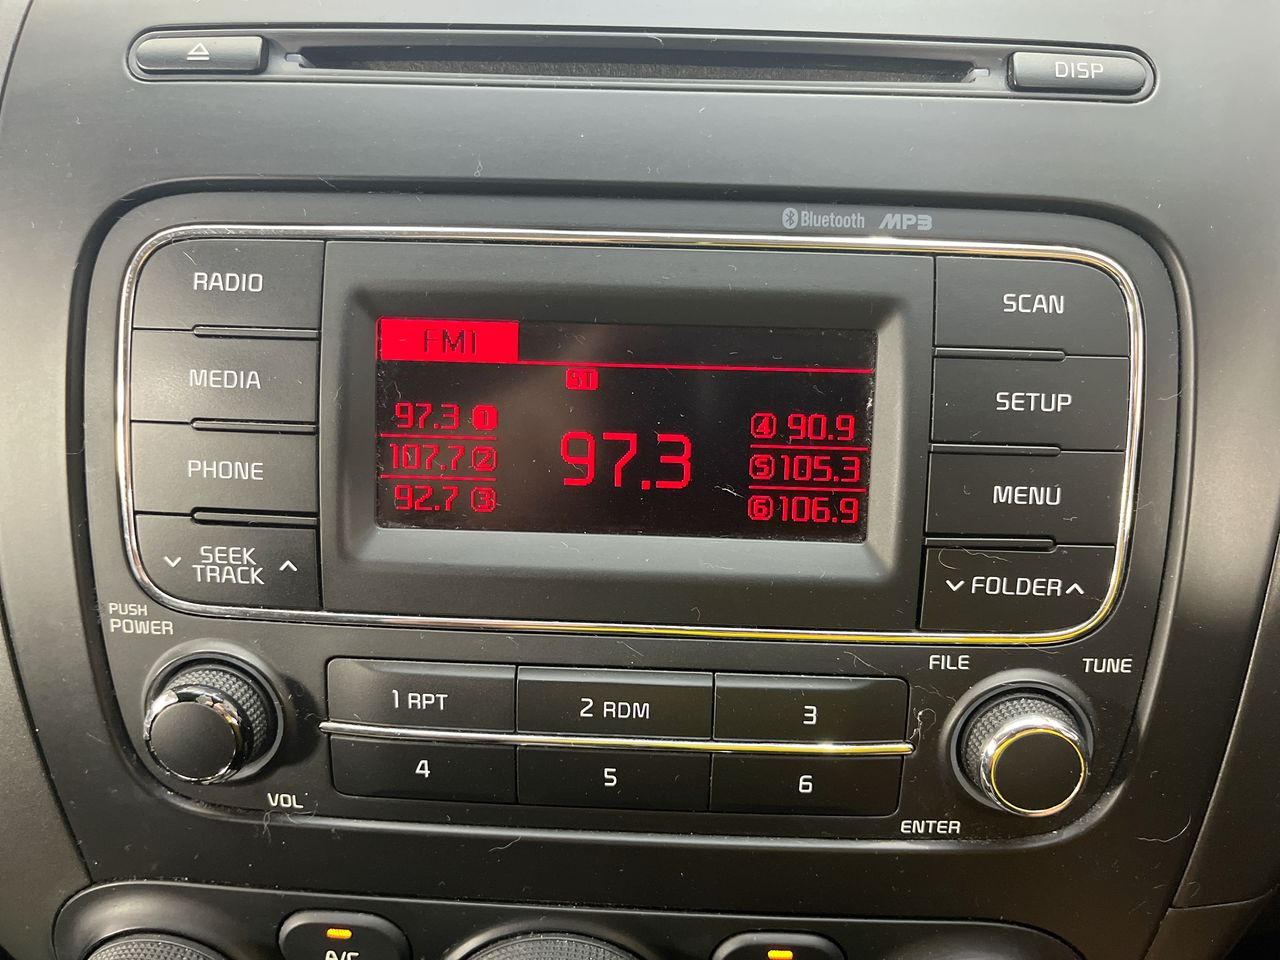 DISP
Bluetooth MP3
RADIO
MEDIA
PHONE
SEEK
TRACK
SCAN
SETUP
MENU
FOLDER
FM1
ST
97.3 1
107.7 2
92.7 3
97.3
4 90.9
5 105.3
6 106.9
PUSH
POWER
VOL
1 RPT
2 RDM
3
4
5
6
FILE
TUNE
ENTER
A/C